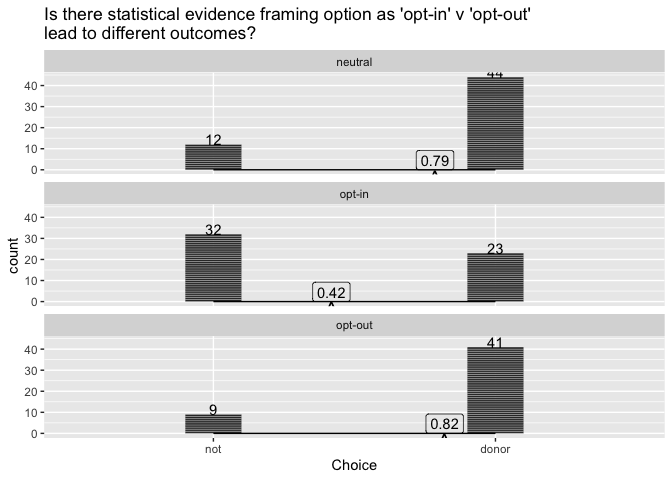 Is there statistical evidence framing option as 'opt-in' v 'opt-out'
lead to different outcomes?
neutral
40
30
20
10
0
12
44
0.79
opt-in
40
30
20
10
0
32
23
0.42
opt-out
40
30
20
10
0
9
41
0.82
count
not
donor
Choice